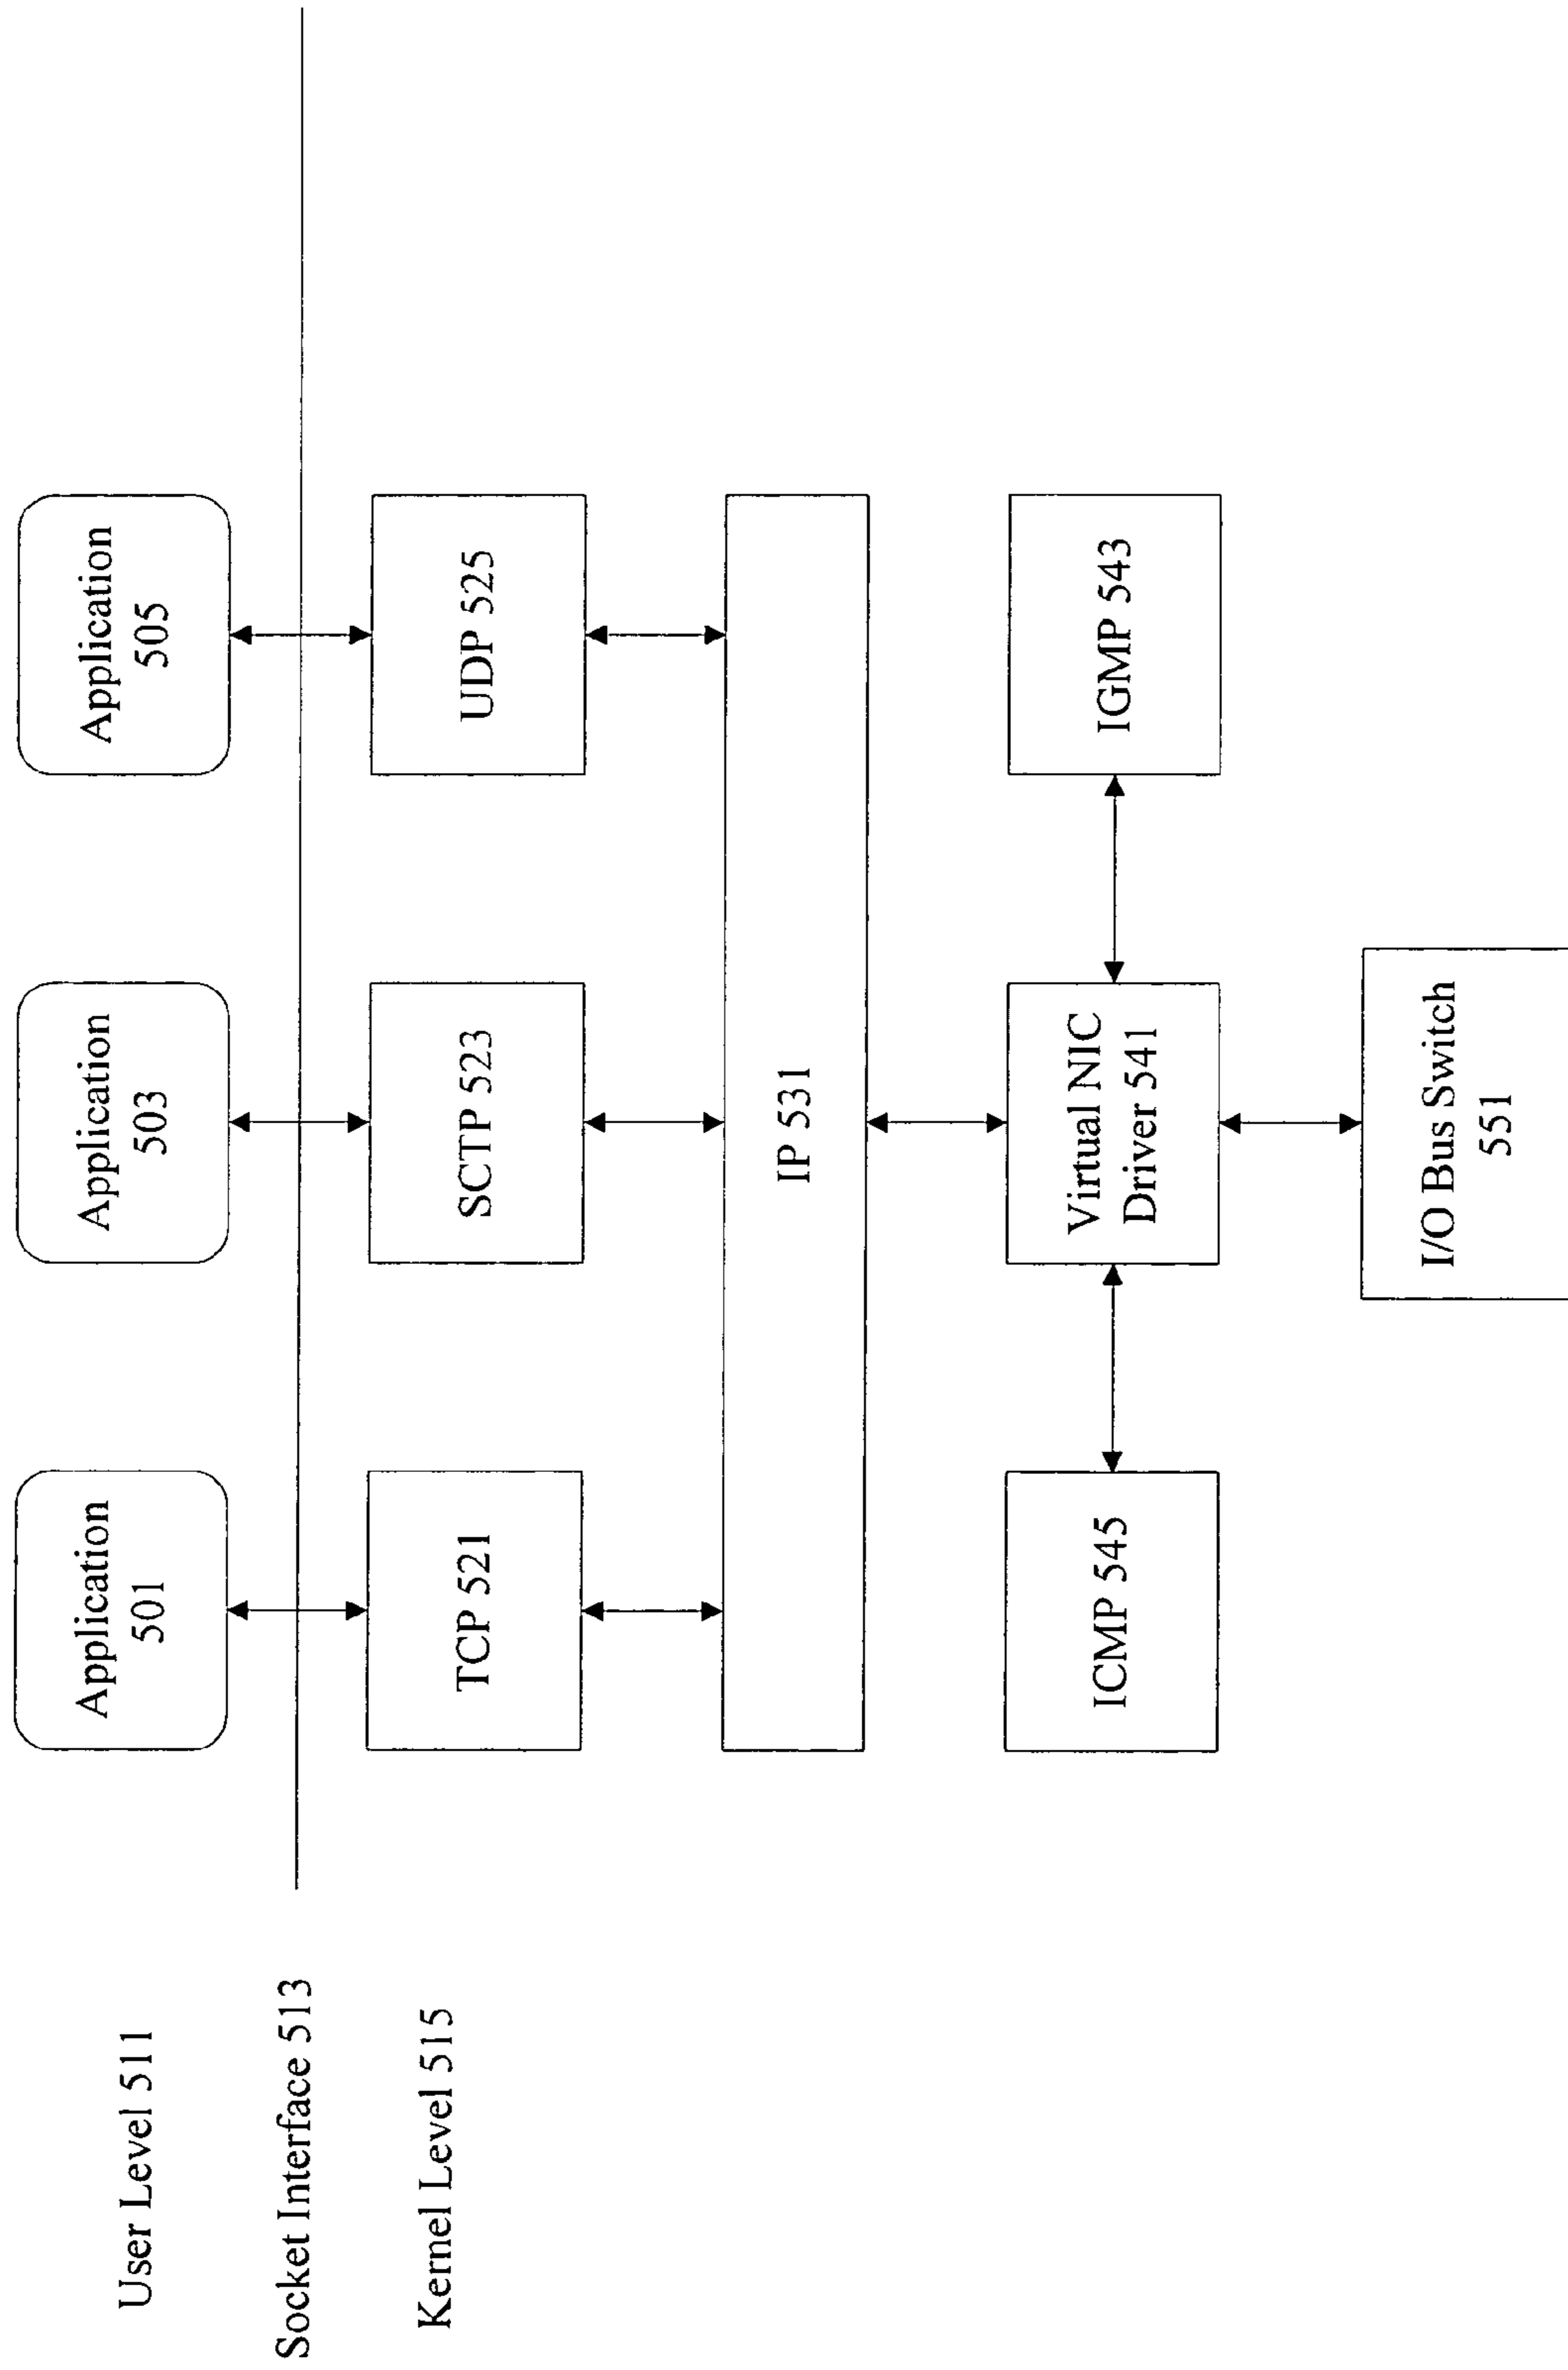 User Level 511
Application
501
Application
503
Application
505
Socket Interface 513
Kernel Level 515
TCP 521
SCTP 523
UDP 525
IP 531
ICMP 545
Virtual NIC
Driver 541
IGMP 543
I/O Bus Switch
551